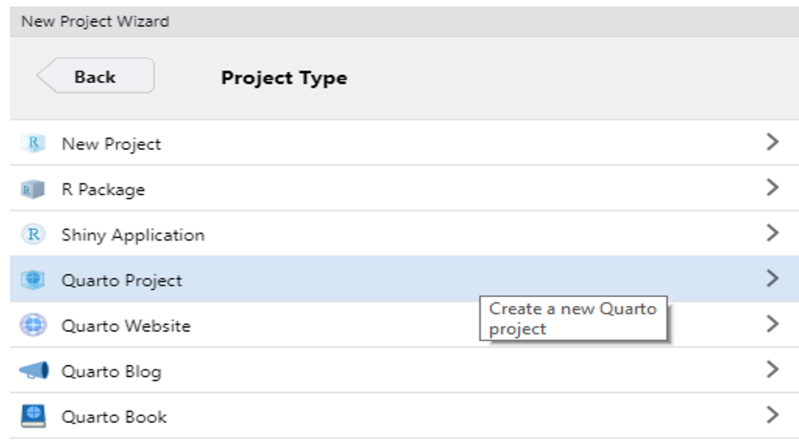 New Project Wizard
Back
Project Type
R New Project
R R Package
R Shiny Application
Quarto Project
Create a new Quarto
project
Quarto Website
Quarto Blog
Quarto Book